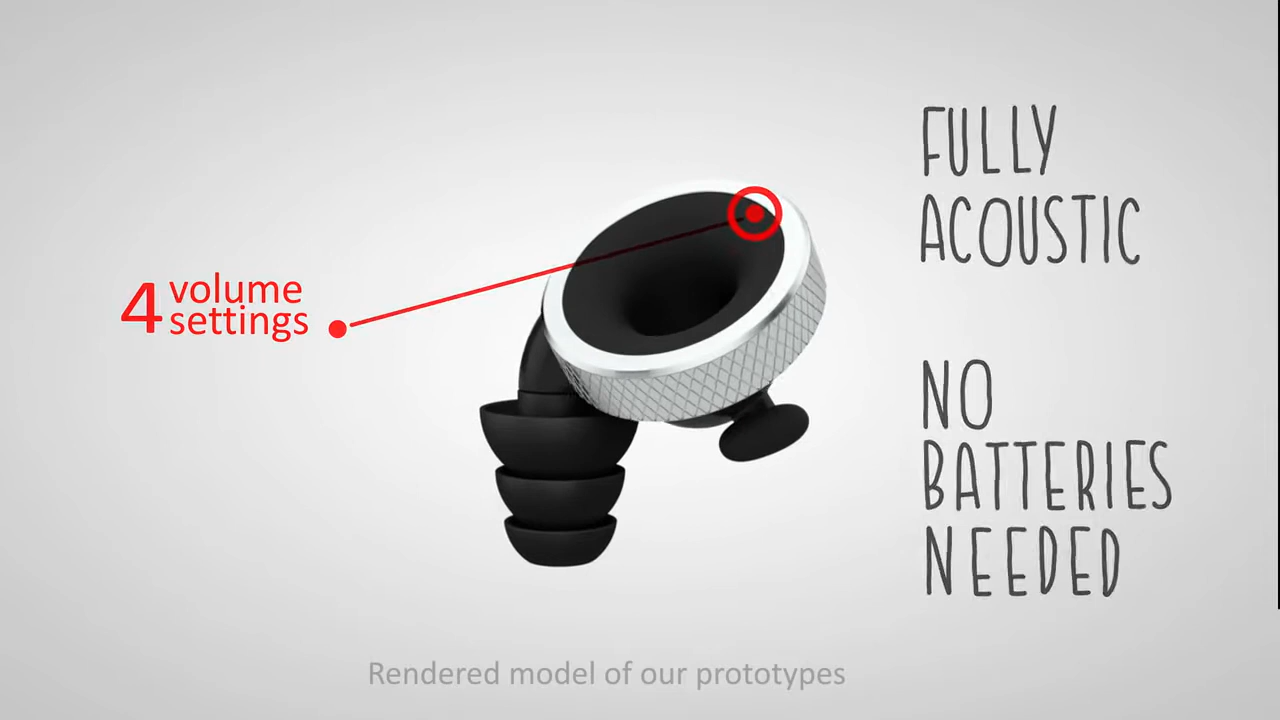 4 volume
settings
FULLY
ACOUSTIC
NO
BATTERIES
NEEDED
Rendered model of our prototypes